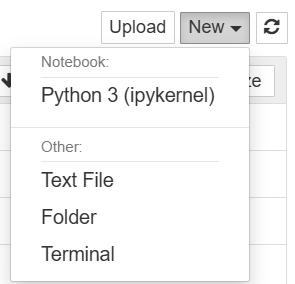 Upload New
Notebook:
Python 3 (ipykernel)
Other:
Text File
Folder
Terminal